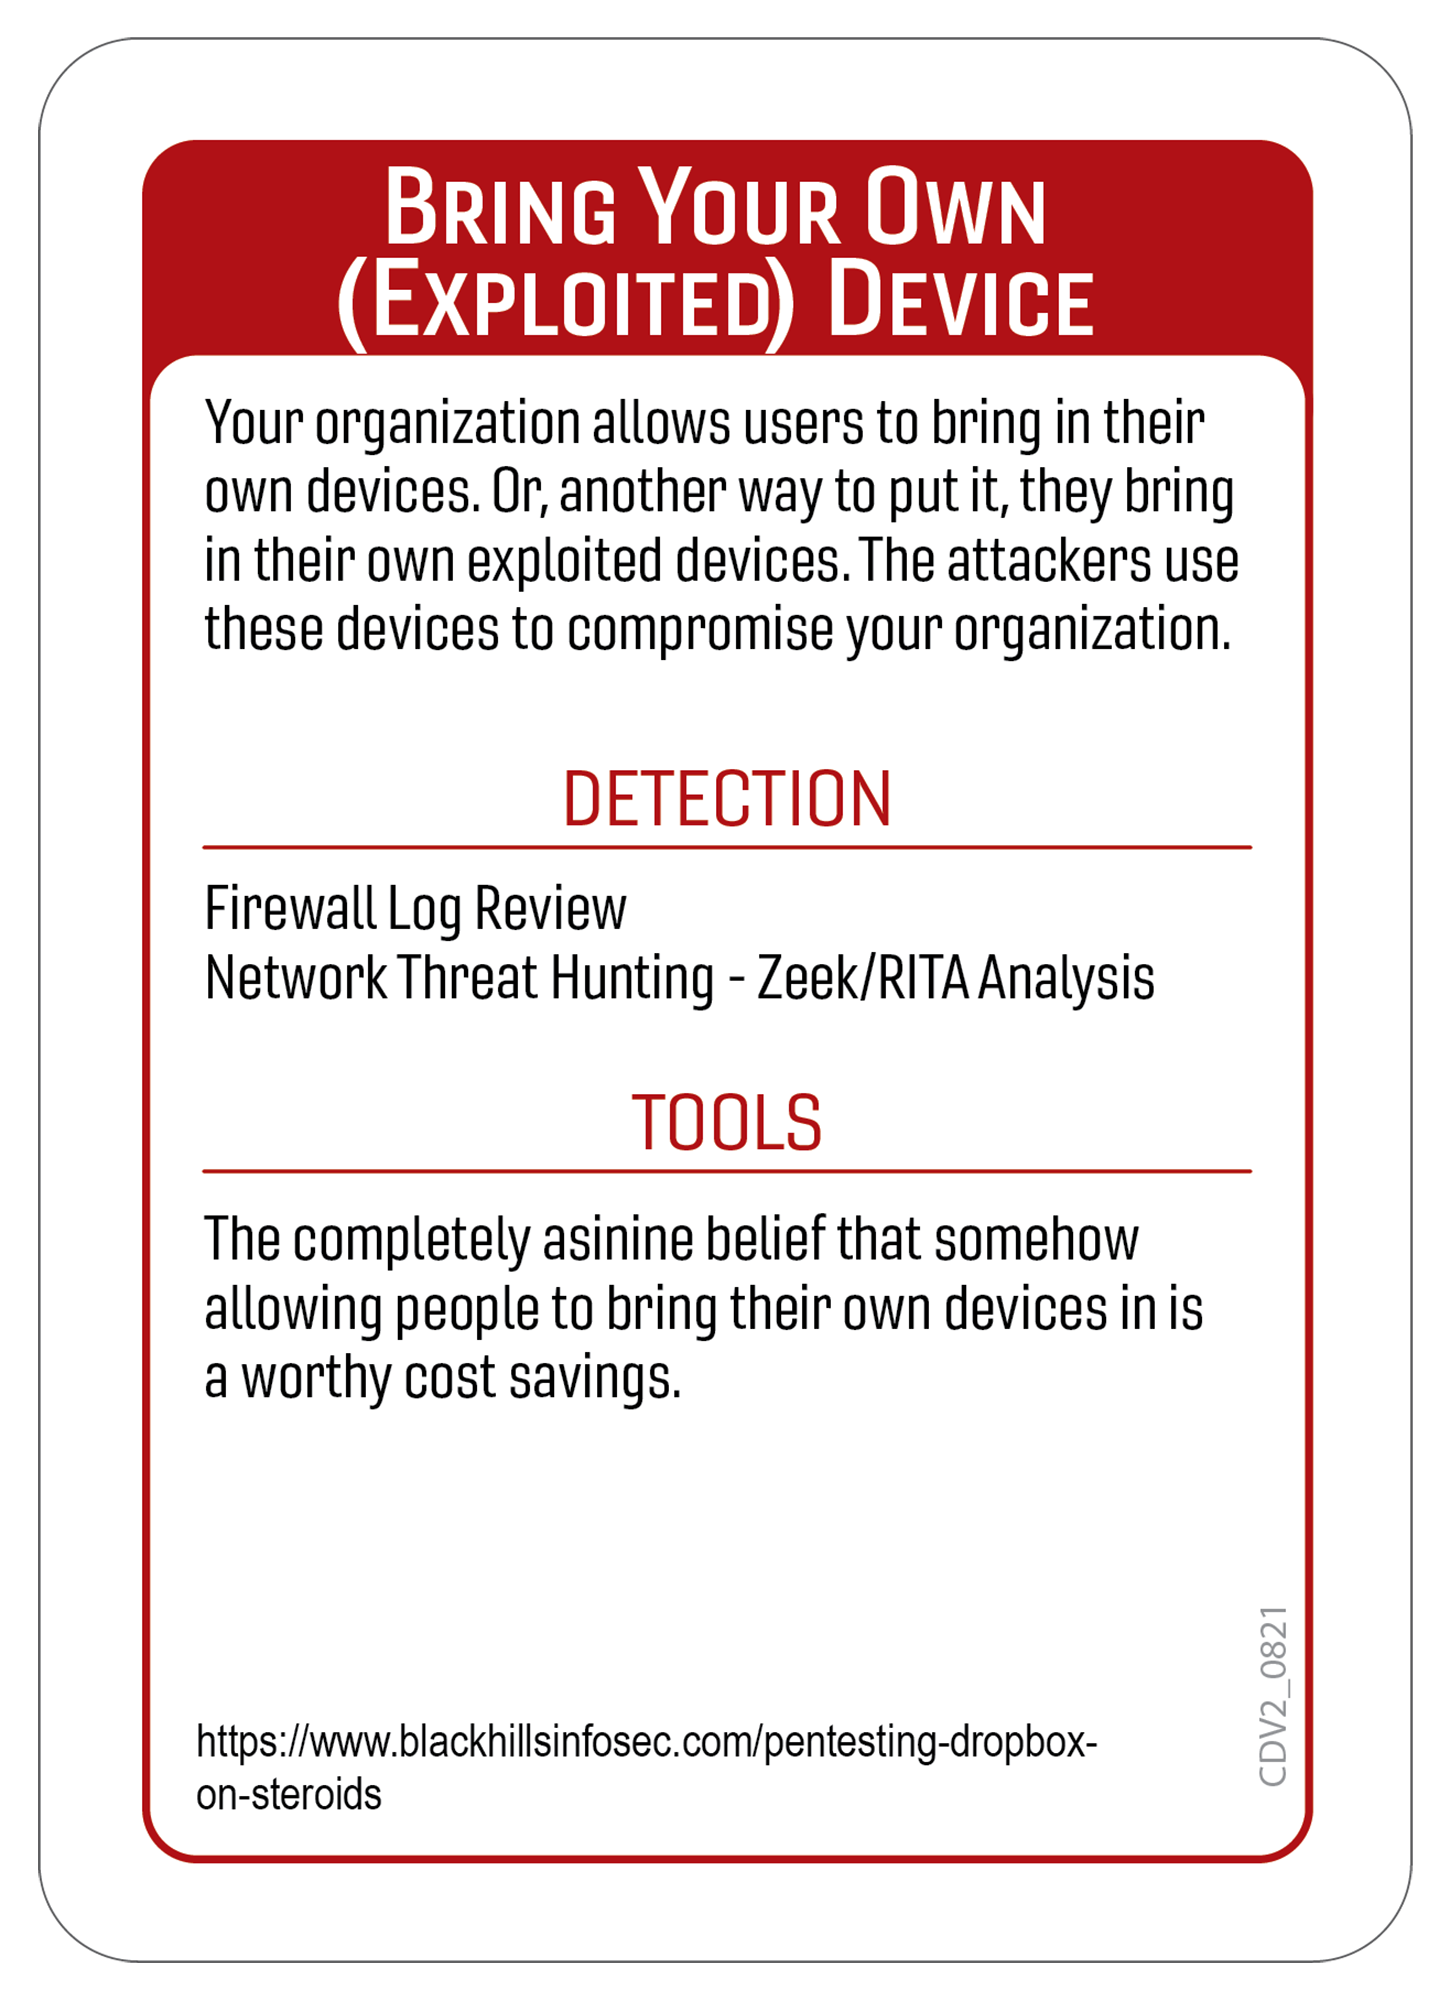 Bring Your Own
(Exploited) Device
Your organization allows users to bring in their
own devices. Or, another way to put it, they bring
in their own exploited devices. The attackers use
these devices to compromise your organization.
DETECTION
Firewall Log Review
Network Threat Hunting - Zeek/RITA Analysis
TOOLS
The completely asinine belief that somehow
allowing people to bring their own devices in is
a worthy cost savings.
CDV2_0821
https://www.blackhillsinfosec.com/pentesting-dropbox-
on-steroids